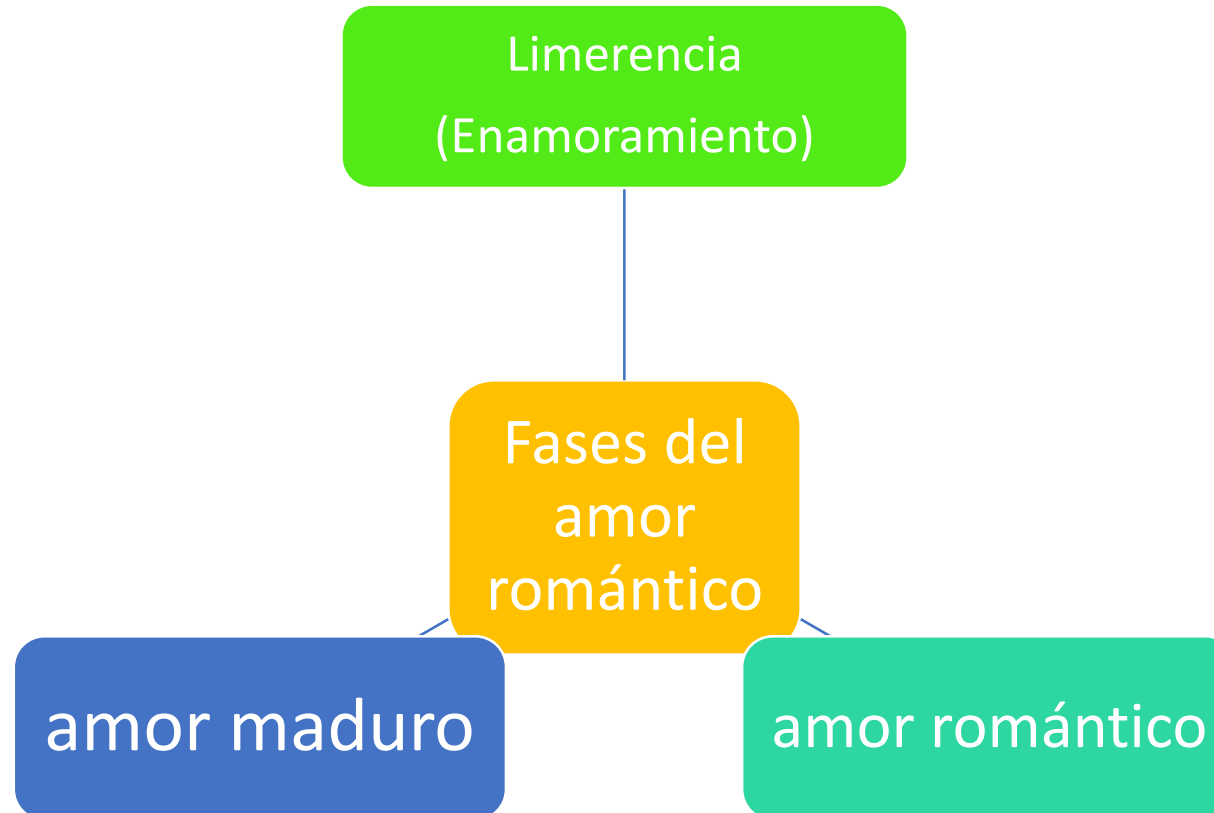 Limerencia
(Enamoramiento)
Fases del
amor
romántico
amor maduro
amor romántico